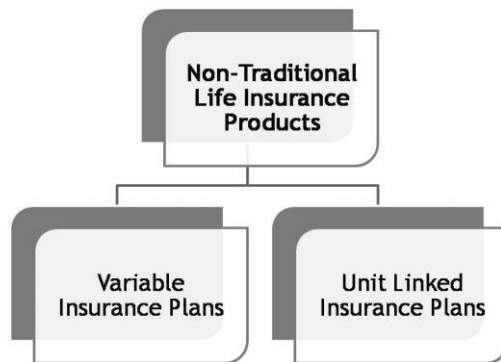 Non-Traditional
Life Insurance
Products
Variable
Insurance Plans
Unit Linked
Insurance Plans